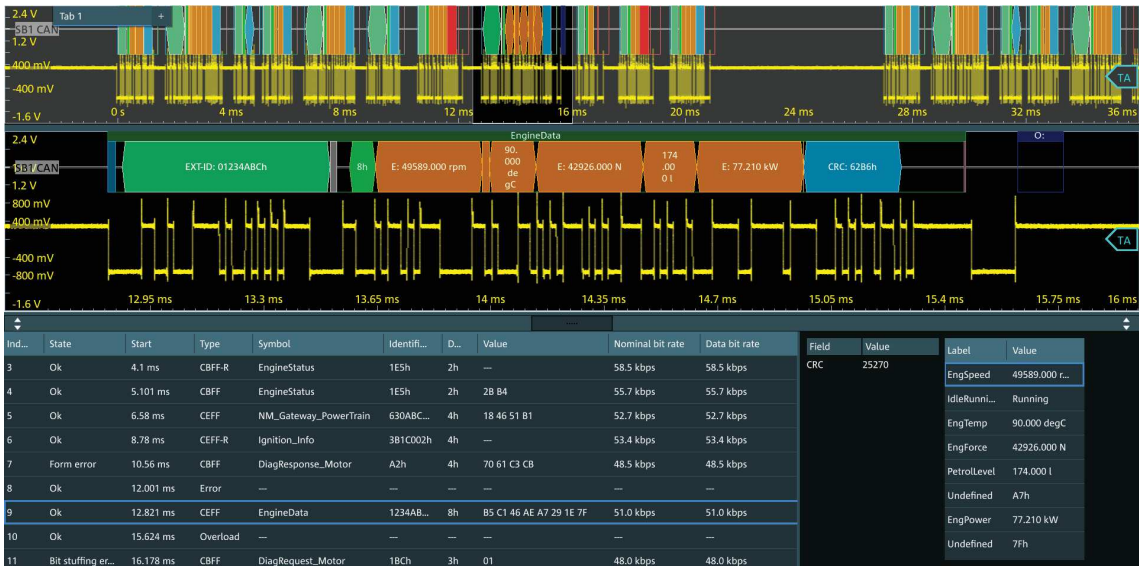 2.4 V
Tab 1 +
SB1 CAN
1.2 V
400 mV
-400 mV
-1.6 V
0 s 4 ms 8 ms 12 ms 16 ms 20 ms 24 ms 28 ms 32 ms 36 ms
TA
2.4 V
EngineData
O:
SB1 CAN
EXT-ID: 01234ABCh
8h
E: 49589.000 rpm
90.
000
de
gC
E: 42926.000 N
174
.00
0 l
E: 77.210 kW
CRC: 62B6h
1.2 V
800 mV
400 mV
-400 mV
-800 mV
-1.6 V
TA
12.95 ms 13.3 ms 13.65 ms 14 ms 14.35 ms 14.7 ms 15.05 ms 15.4 ms 15.75 ms 16 ms
Ind... State Start Type Symbol Identifi... D... Value Nominal bit rate Data bit rate
3 Ok 4.1 ms CBFF-R EngineStatus 1E5h 2h --- 58.5 kbps 58.5 kbps
4 Ok 5.101 ms CBFF EngineStatus 1E5h 2h 2B B4 55.7 kbps 55.7 kbps
5 Ok 6.58 ms CEFF NM_Gateway_PowerTrain 630ABC... 4h 18 46 51 B1 52.7 kbps 52.7 kbps
6 Ok 8.78 ms CEFF-R Ignition_Info 3B1C002h 4h --- 53.4 kbps 53.4 kbps
7 Form error 10.56 ms CBFF DiagResponse_Motor A2h 4h 70 61 C3 CB 48.5 kbps 48.5 kbps
8 Ok 12.001 ms Error --- --- --- --- --- ---
9 Ok 12.821 ms CEFF EngineData 1234AB... 8h B5 C1 46 AE A7 29 1E 7F 51.0 kbps 51.0 kbps
10 Ok 15.624 ms Overload --- --- --- --- --- ---
11 Bit stuffing er... 16.178 ms CBFF DiagRequest_Motor 1BCh 3h 01 48.0 kbps 48.0 kbps
Field Value
CRC 25270
Label Value
EngSpeed 49589.000 r...
IdleRunni... Running
EngTemp 90.000 degC
EngForce 42926.000 N
PetrolLevel 174.000 l
Undefined A7h
EngPower 77.210 kW
Undefined 7Fh